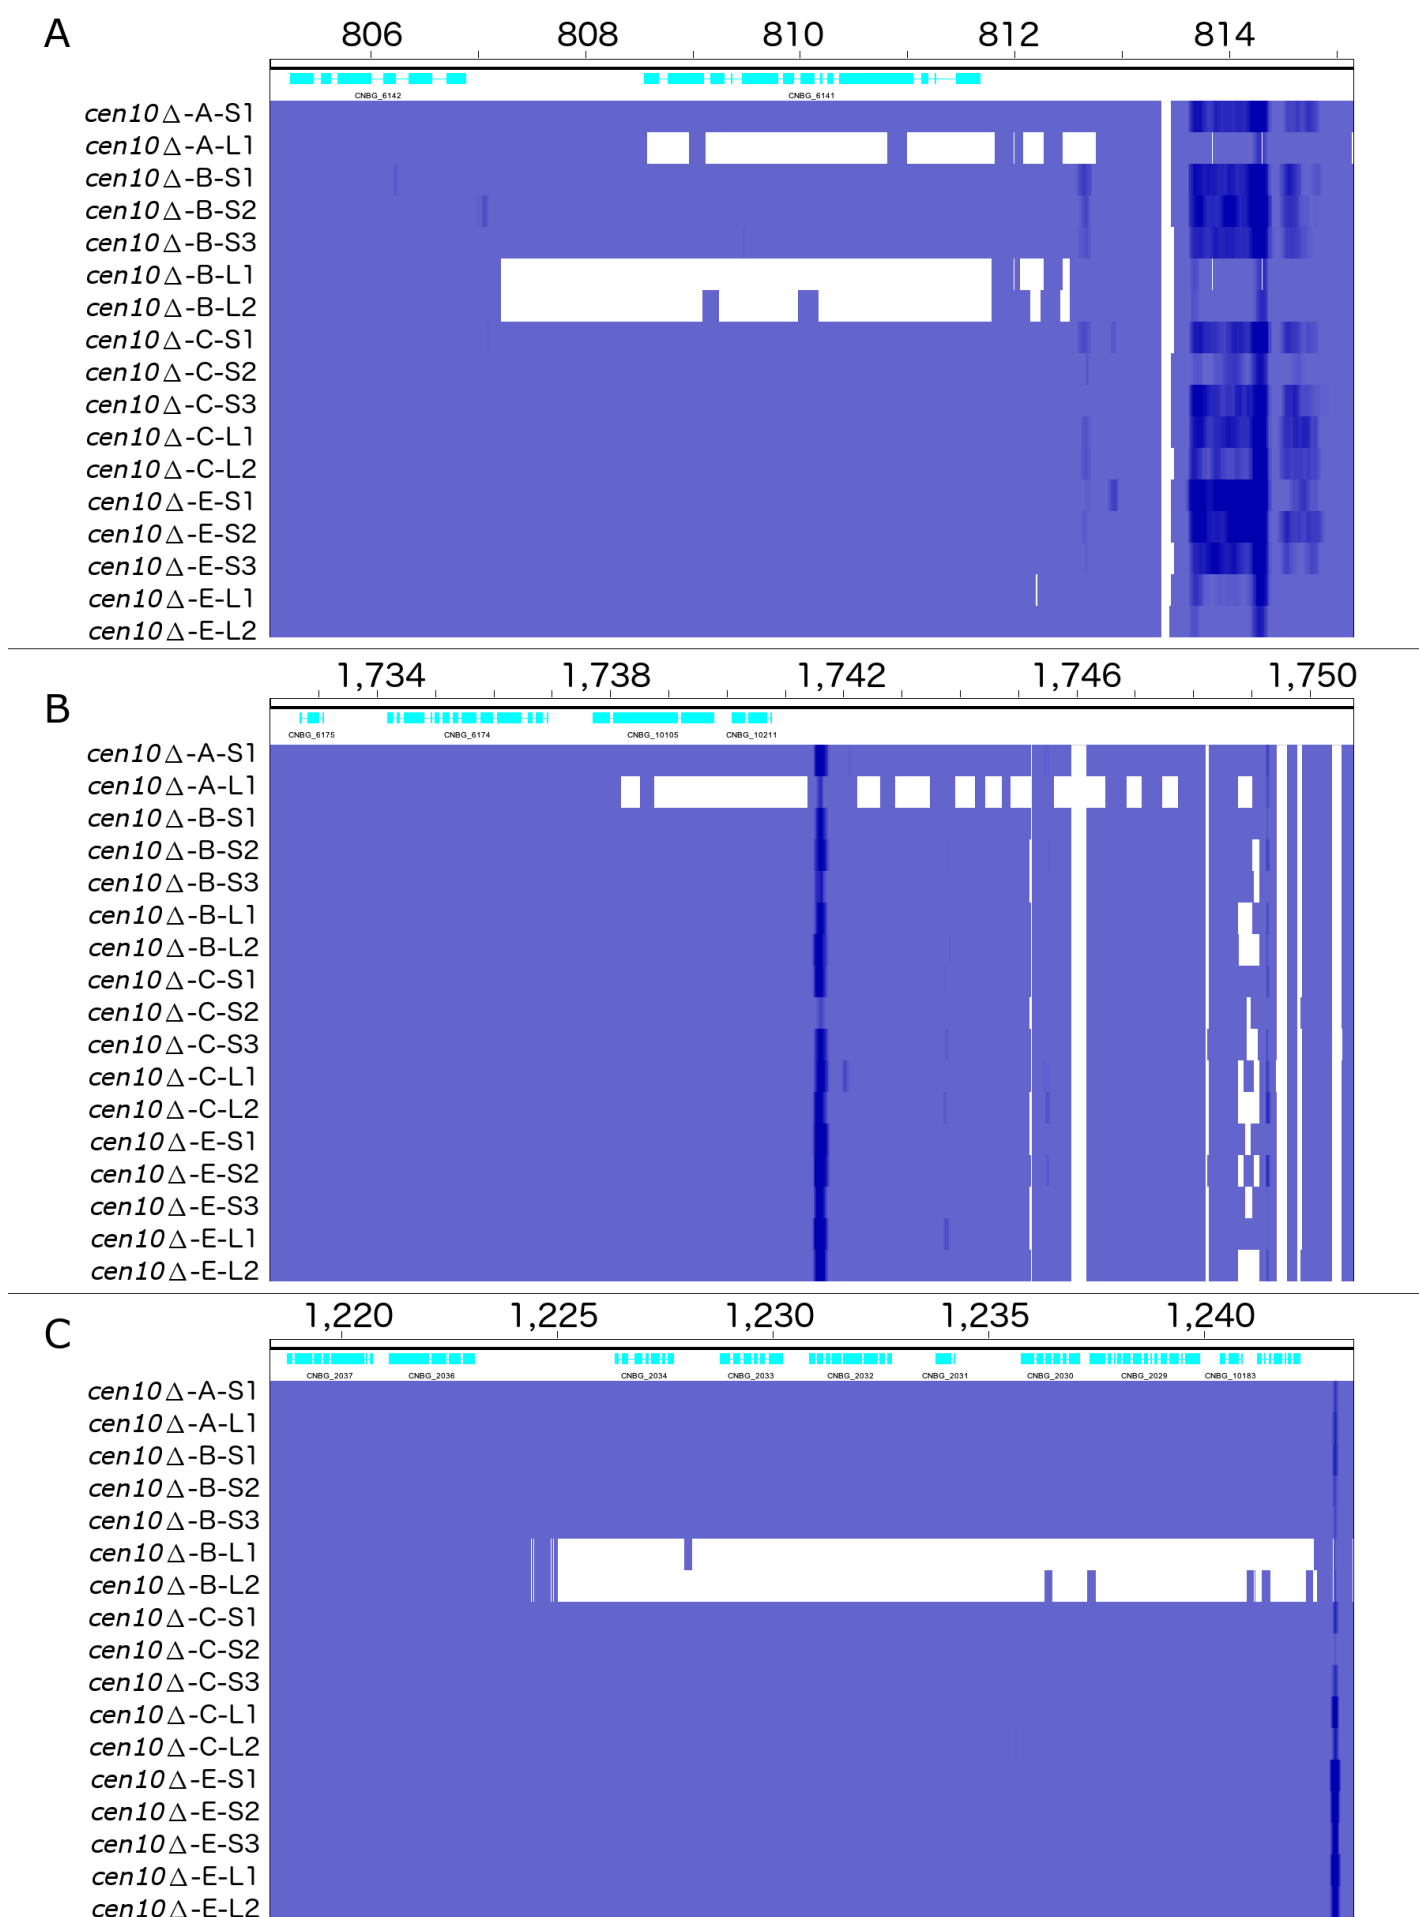 A
806 808 810 812 814
CNBG_6142 CNBG_6141
cen10Δ-A-S1
cen10Δ-A-L1
cen10Δ-B-S1
cen10Δ-B-S2
cen10Δ-B-S3
cen10Δ-B-L1
cen10Δ-B-L2
cen10Δ-C-S1
cen10Δ-C-S2
cen10Δ-C-S3
cen10Δ-C-L1
cen10Δ-C-L2
cen10Δ-E-S1
cen10Δ-E-S2
cen10Δ-E-S3
cen10Δ-E-L1
cen10Δ-E-L2
B
1,734 1,738 1,742 1,746 1,750
CNBG_6175 CNBG_6174 CNBG_10105 CNBG_10211
cen10Δ-A-S1
cen10Δ-A-L1
cen10Δ-B-S1
cen10Δ-B-S2
cen10Δ-B-S3
cen10Δ-B-L1
cen10Δ-B-L2
cen10Δ-C-S1
cen10Δ-C-S2
cen10Δ-C-S3
cen10Δ-C-L1
cen10Δ-C-L2
cen10Δ-E-S1
cen10Δ-E-S2
cen10Δ-E-S3
cen10Δ-E-L1
cen10Δ-E-L2
C
1,220 1,225 1,230 1,235 1,240
CNBG_2037 CNBG_2036 CNBG_2034 CNBG_2033 CNBG_2032 CNBG_2031 CNBG_2030 CNBG_2029 CNBG_10183
cen10Δ-A-S1
cen10Δ-A-L1
cen10Δ-B-S1
cen10Δ-B-S2
cen10Δ-B-S3
cen10Δ-B-L1
cen10Δ-B-L2
cen10Δ-C-S1
cen10Δ-C-S2
cen10Δ-C-S3
cen10Δ-C-L1
cen10Δ-C-L2
cen10Δ-E-S1
cen10Δ-E-S2
cen10Δ-E-S3
cen10Δ-E-L1
cen10Δ-E-L2